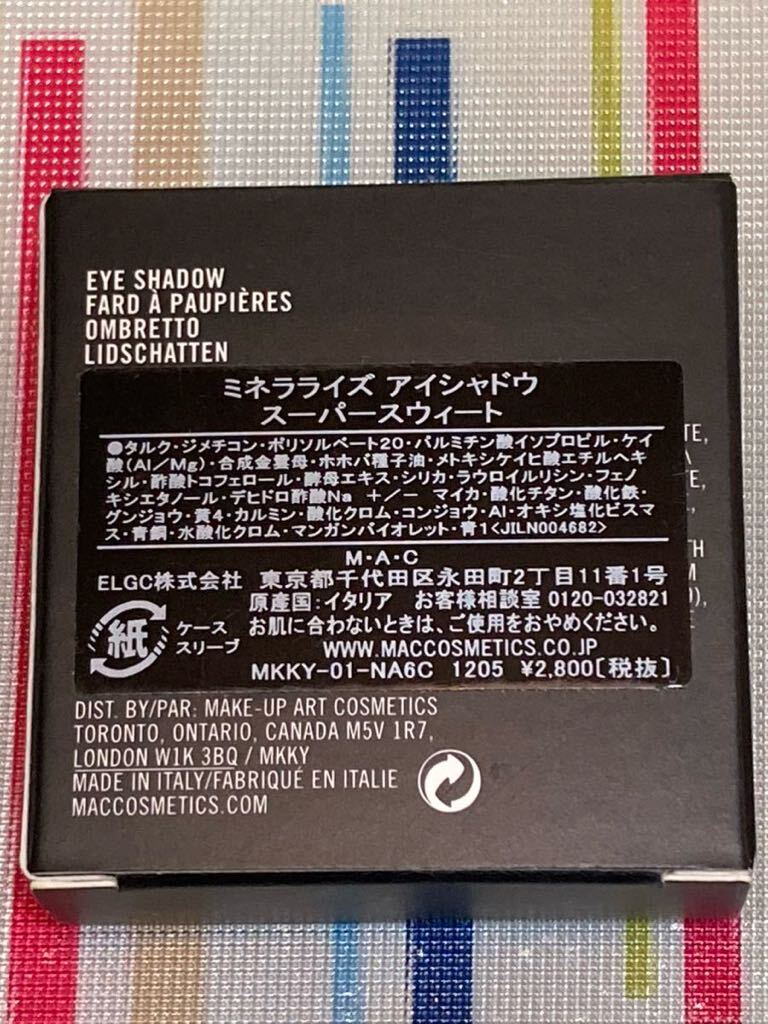 EYE SHADOW
FARD À PAUPIÈRES
OMBRETTO
LIDSCHATTEN
ミネラライズ アイシャドウ
スーパースウィート
●タルク・ジメチコン・ポリソルベート20・パルミチン酸イソプロピル・ケイ
酸(Al/Mg)・合成金雲母・ホホバ種子油・メトキシケイヒ酸エチルヘキ
シル・酢酸トコフェロール・酵母エキス・シリカ・ラウロイルリシン・フェノ
キシエタノール・デヒドロ酢酸Na +/− マイカ・酸化チタン・酸化鉄・
グンジョウ・黄4・カルミン・酸化クロム・コンジョウ・Al・オキシ塩化ビスマ
ス・青銅・水酸化クロム・マンガンバイオレット・青1<JILN004682>
M・A・C
ELGC株式会社 東京都千代田区永田町2丁目11番1号
原産国:イタリア お客様相談室 0120-032821
紙 ケース スリーブ
お肌に合わないときは、ご使用をおやめください。
WWW.MACCOSMETICS.CO.JP
MKKY-01-NA6C 1205 ¥2,800[税抜]
DIST. BY/PAR: MAKE-UP ART COSMETICS
TORONTO, ONTARIO, CANADA M5V 1R7,
LONDON W1K 3BQ / MKKY
MADE IN ITALY/FABRIQUÉ EN ITALIE
MACCOSMETICS.COM